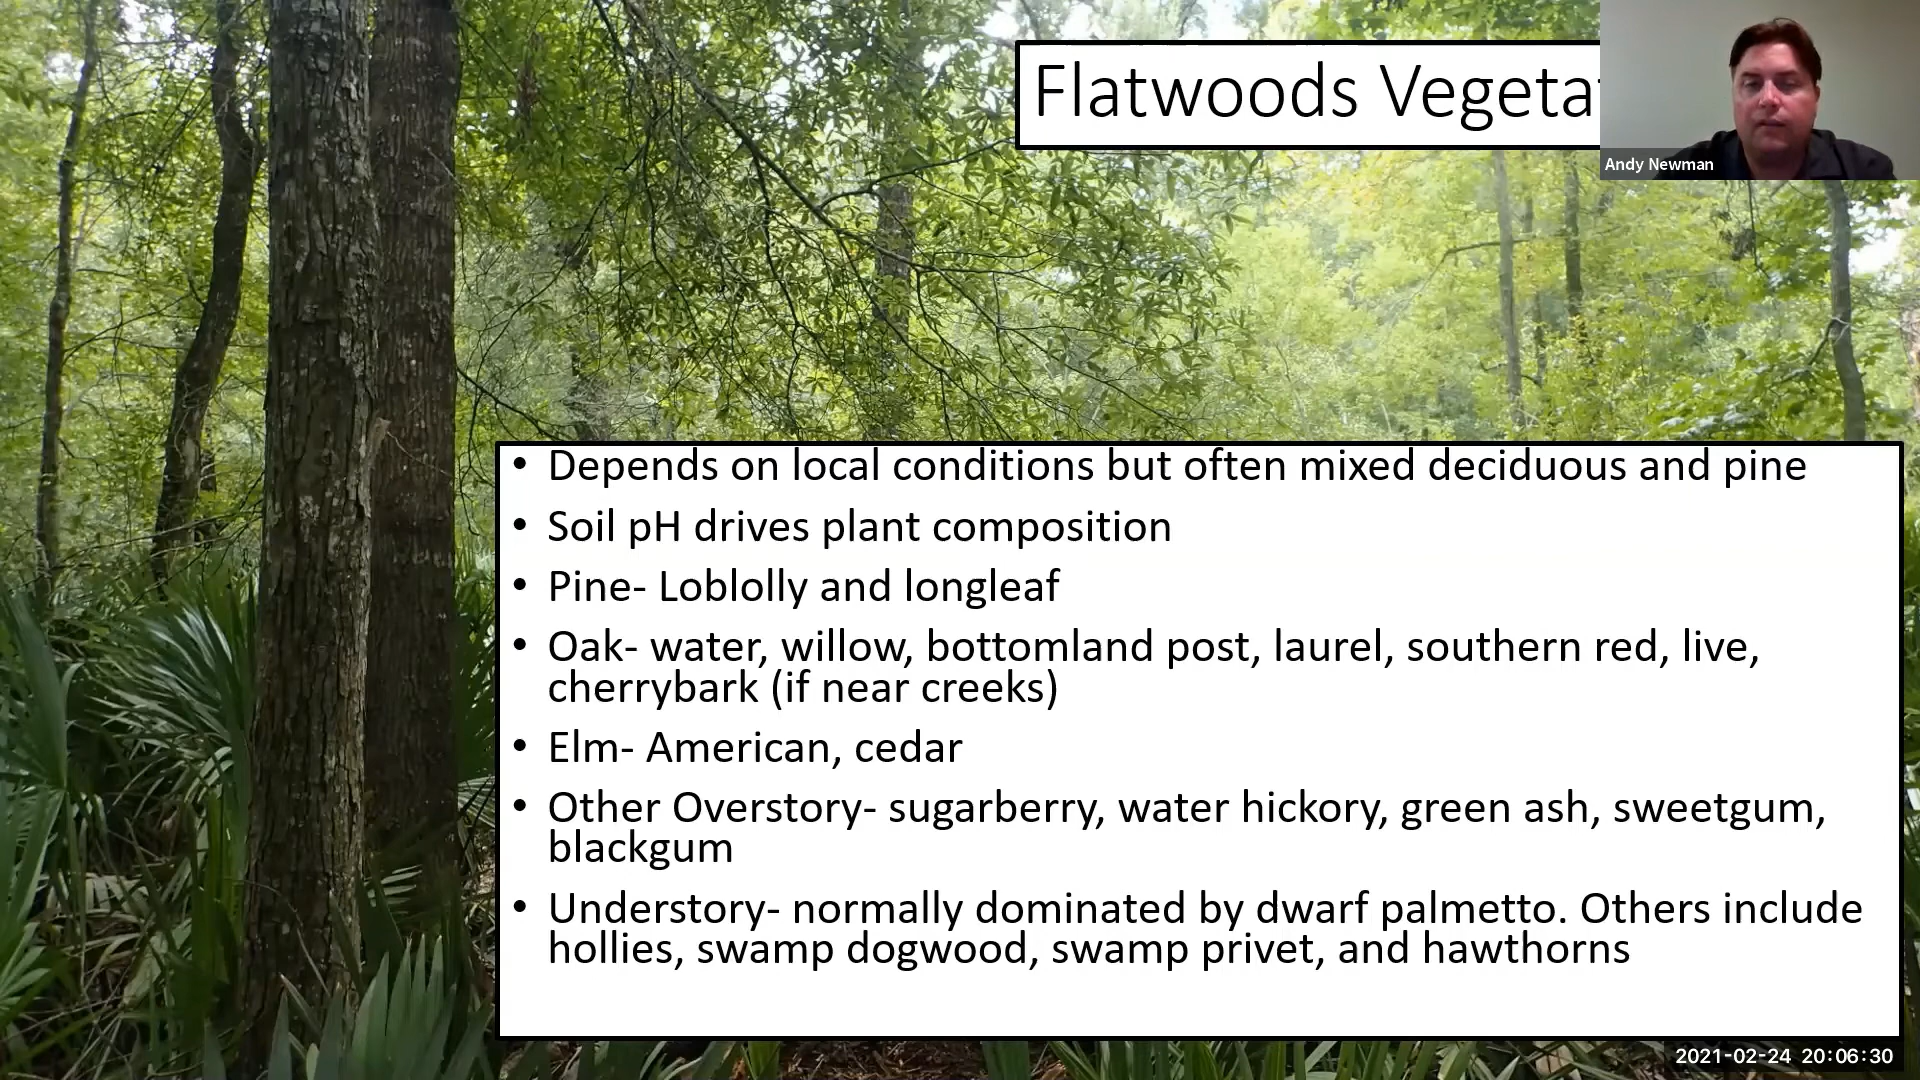 Flatwoods Vegeta
Andy Newman
• Depends on local conditions but often mixed deciduous and pine
• Soil pH drives plant composition
• Pine- Loblolly and longleaf
• Oak- water, willow, bottomland post, laurel, southern red, live,
cherrybark (if near creeks)
• Elm- American, cedar
• Other Overstory- sugarberry, water hickory, green ash, sweetgum,
blackgum
• Understory- normally dominated by dwarf palmetto. Others include
hollies, swamp dogwood, swamp privet, and hawthorns
2021-02-24 20:06:30